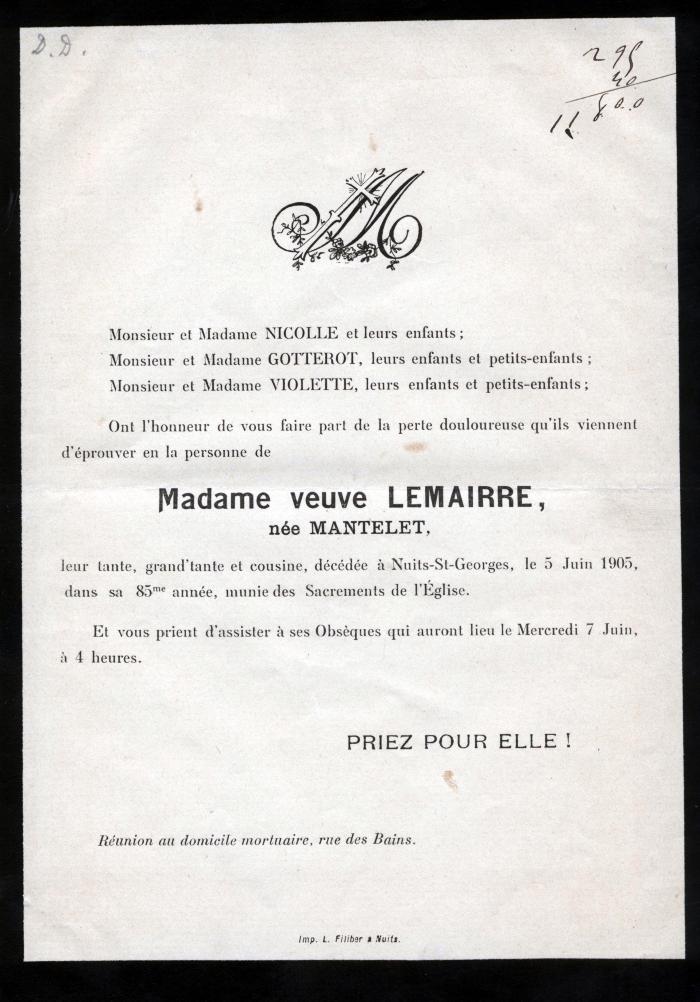 D. D.
295
40
11.800
M
Monsieur et Madame NICOLLE et leurs enfants ;
Monsieur et Madame GOTTEROT, leurs enfants et petits-enfants ;
Monsieur et Madame VIOLETTE, leurs enfants et petits-enfants ;
Ont l'honneur de vous faire part de la perte douloureuse qu'ils viennent
d'éprouver en la personne de
Madame veuve LEMAIRRE,
née MANTELET,
leur tante, grand'tante et cousine, décédée à Nuits-St-Georges, le 5 Juin 1905,
dans sa 85me année, munie des Sacrements de l'Église.
Et vous prient d'assister à ses Obsèques qui auront lieu le Mercredi 7 Juin,
à 4 heures.
PRIEZ POUR ELLE !
Réunion au domicile mortuaire, rue des Bains.
Imp. L. Filiber à Nuits.